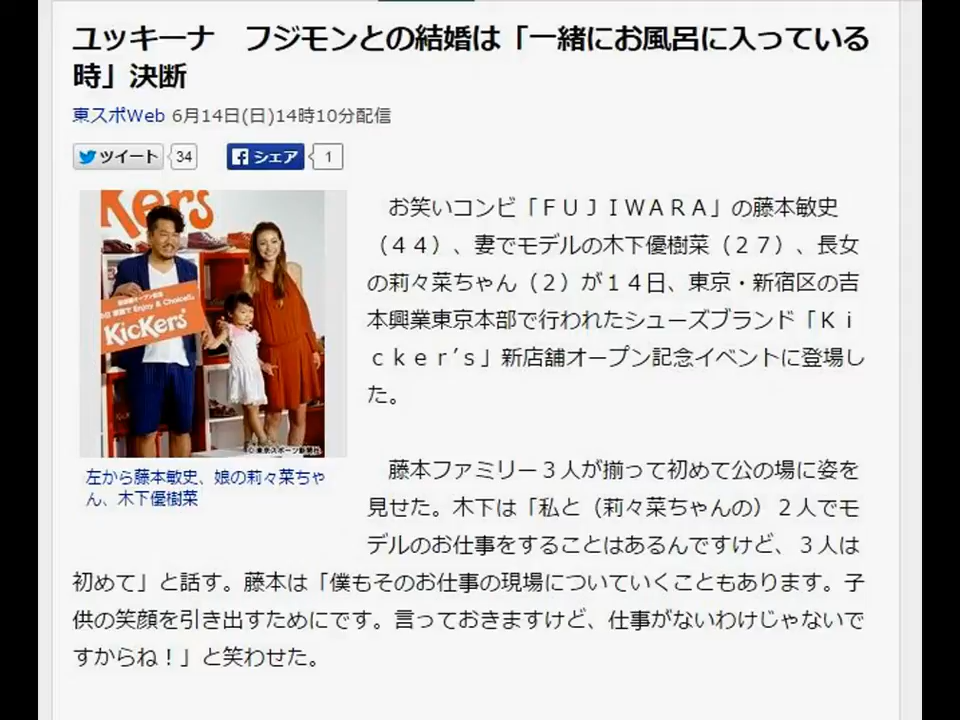 ユッキーナ　フジモンとの結婚は「一緒にお風呂に入っている
時」決断
東スポWeb 6月14日(日)14時10分配信
ツイート 34 シェア 1
kers
Enjoy & Choice!!
KicKers
©東京スポーツ新聞社
左から藤本敏史、娘の莉々菜ちゃ
ん、木下優樹菜
　お笑いコンビ「ＦＵＪＩＷＡＲＡ」の藤本敏史
（４４）、妻でモデルの木下優樹菜（２７）、長女
の莉々菜ちゃん（２）が１４日、東京・新宿区の吉
本興業東京本部で行われたシューズブランド「Ｋｉ
ｃｋｅｒ’ｓ」新店舗オープン記念イベントに登場し
た。
　藤本ファミリー３人が揃って初めて公の場に姿を
見せた。木下は「私と（莉々菜ちゃんの）２人でモ
デルのお仕事をすることはあるんですけど、３人は
初めて」と話す。藤本は「僕もそのお仕事の現場についていくこともあります。子
供の笑顔を引き出すためにです。言っておきますけど、仕事がないわけじゃないで
すからね！」と笑わせた。